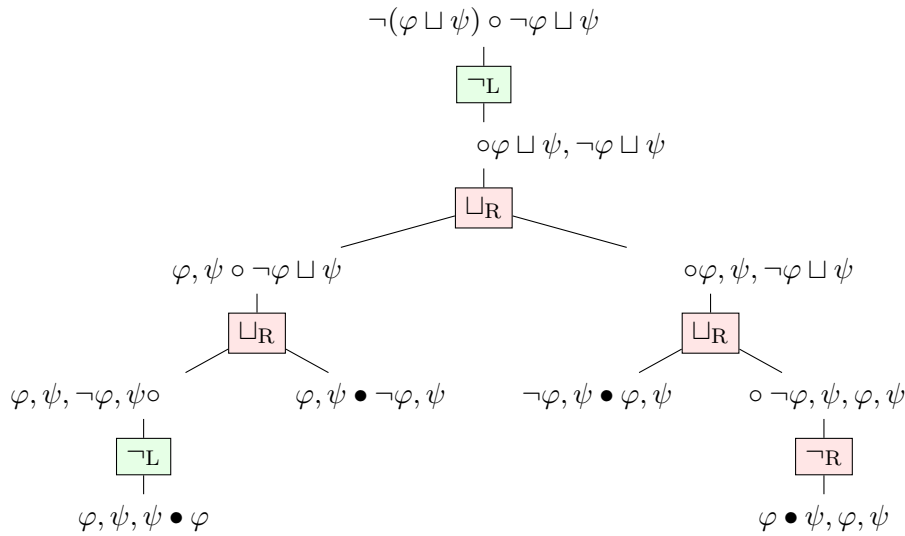 ¬(φ ⊔ ψ) ∘ ¬φ ⊔ ψ
¬L
∘φ ⊔ ψ, ¬φ ⊔ ψ
⊔R
φ, ψ ∘ ¬φ ⊔ ψ
∘φ, ψ, ¬φ ⊔ ψ
⊔R
⊔R
φ, ψ, ¬φ, ψ∘
φ, ψ • ¬φ, ψ
¬φ, ψ • φ, ψ
∘ ¬φ, ψ, φ, ψ
¬L
¬R
φ, ψ, ψ • φ
φ • ψ, φ, ψ